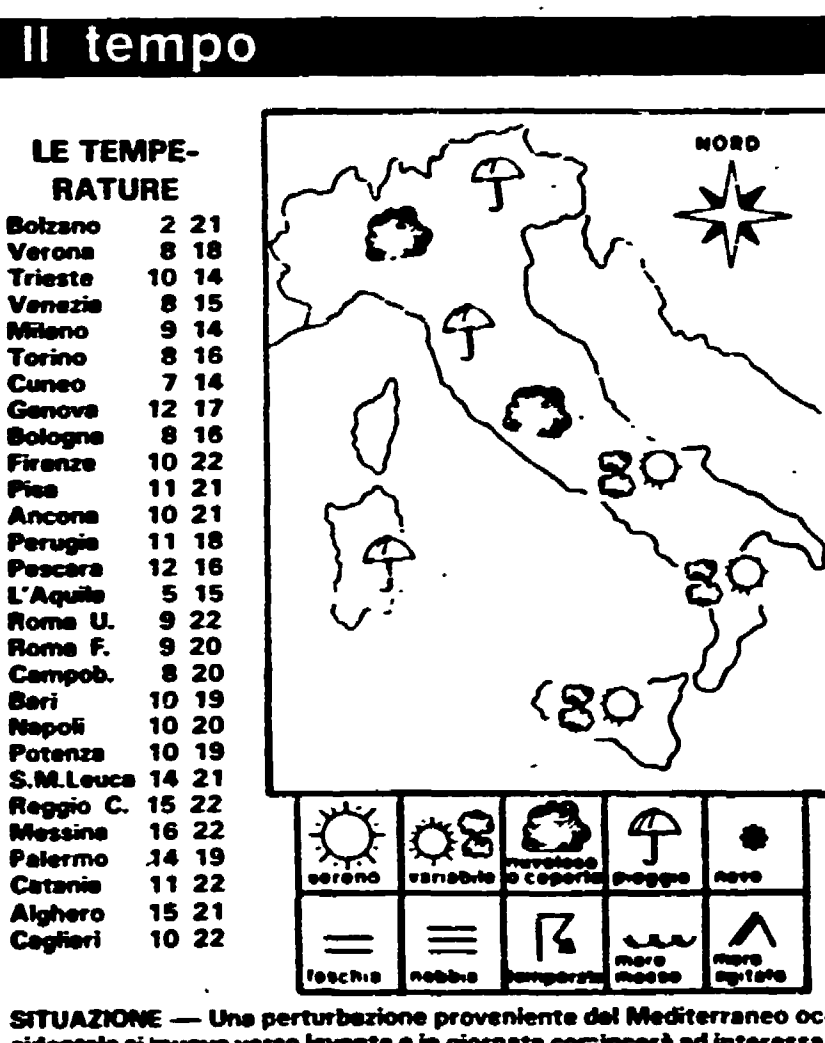 Il tempo
LE TEMPE-
RATURE
Bolzano 2 21
Verona 8 18
Trieste 10 14
Venezia 8 15
Milano 9 14
Torino 8 16
Cuneo 7 14
Genova 12 17
Bologna 8 16
Firenze 10 22
Pisa 11 21
Ancona 10 21
Perugia 11 18
Pescara 12 16
L'Aquila 5 15
Roma U. 9 22
Roma F. 9 20
Campob. 8 20
Bari 10 19
Napoli 10 20
Potenza 10 19
S.M.Leuca 14 21
Reggio C. 15 22
Messina 16 22
Palermo 14 19
Catania 11 22
Alghero 15 21
Cagliari 10 22
NORD
sereno
variabile
nuvoloso
o coperto
pioggia
neve
foschia
nebbia
temporale
mare
mosso
mare
agitato
SITUAZIONE — Una perturbazione proveniente dal Mediterraneo oc-